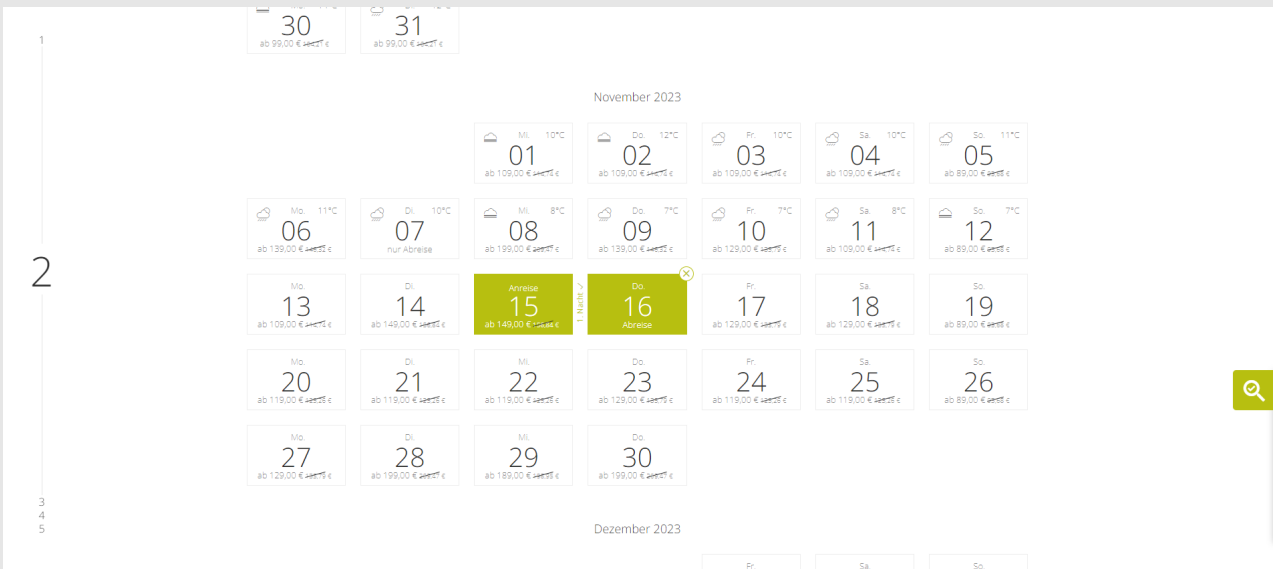 1
30 31
ab 99,00 € ab 99,00 €
November 2023
Mi. 10°C Do. 12°C Fr. 10°C Sa. 10°C So. 11°C
01 02 03 04 05
ab 109,00 € ab 109,00 € ab 109,00 € ab 109,00 € ab 89,00 €
Mo. 11°C Di. 10°C Mi. 8°C Do. 7°C Fr. 7°C Sa. 8°C So. 7°C
06 07 08 09 10 11 12
ab 139,00 € nur Abreise ab 199,00 € ab 139,00 € ab 129,00 € ab 109,00 € ab 89,00 €
2
Mo. Di. Anreise Do. Fr. Sa. So.
13 14 15 1 Nacht 16 17 18 19
ab 109,00 € ab 149,00 € ab 149,00 € Abreise ab 129,00 € ab 129,00 € ab 89,00 €
Mo. Di. Mi. Do. Fr. Sa. So.
20 21 22 23 24 25 26
ab 119,00 € ab 119,00 € ab 119,00 € ab 129,00 € ab 119,00 € ab 119,00 € ab 89,00 €
Mo. Di. Mi. Do.
27 28 29 30
ab 129,00 € ab 199,00 € ab 189,00 € ab 199,00 €
3
4
5
Dezember 2023
Fr. Sa. So.